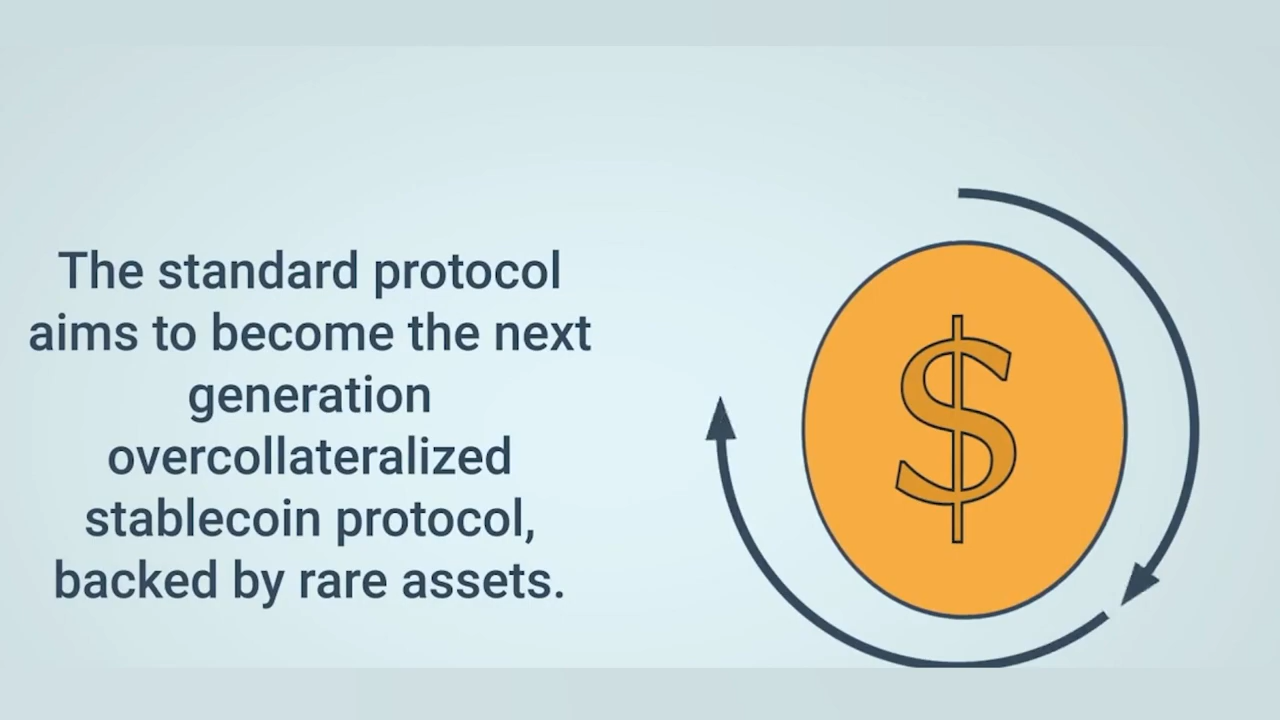 The standard protocol
aims to become the next
generation
overcollateralized
stablecoin protocol,
backed by rare assets.
$